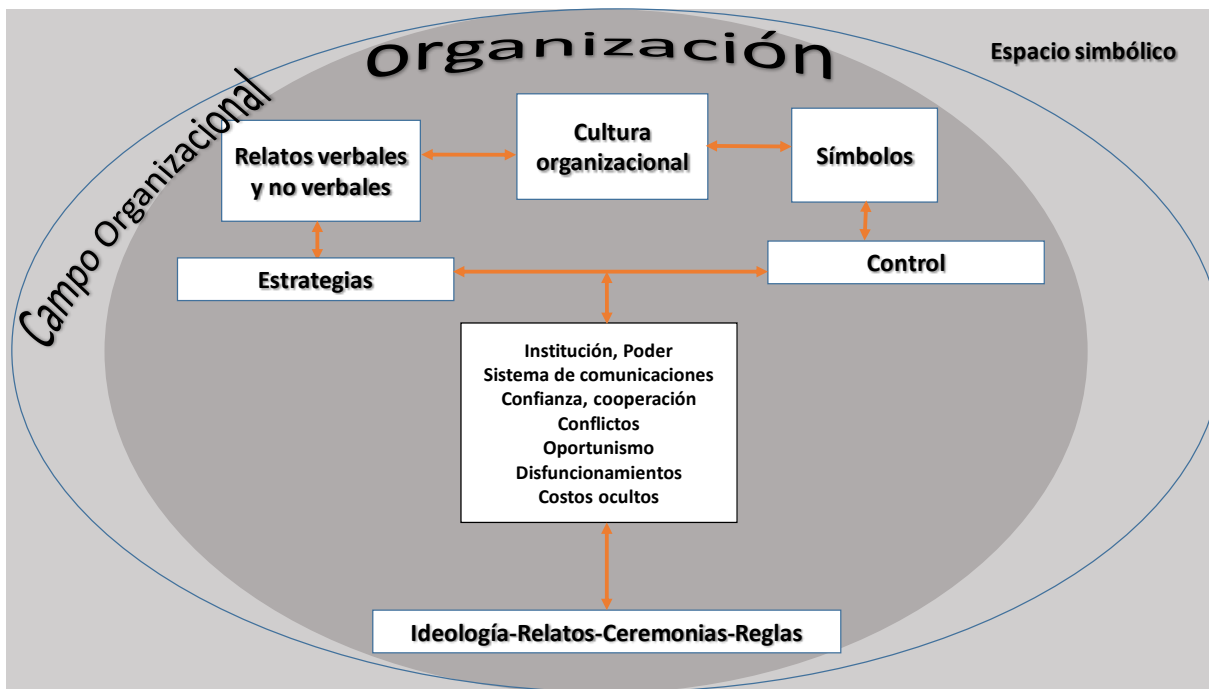 organización
Espacio simbólico
Campo Organizacional
Relatos verbales
y no verbales
Cultura
organizacional
Símbolos
Estrategias
Control
Institución, Poder
Sistema de comunicaciones
Confianza, cooperación
Conflictos
Oportunismo
Disfuncionamientos
Costos ocultos
Ideología-Relatos-Ceremonias-Reglas